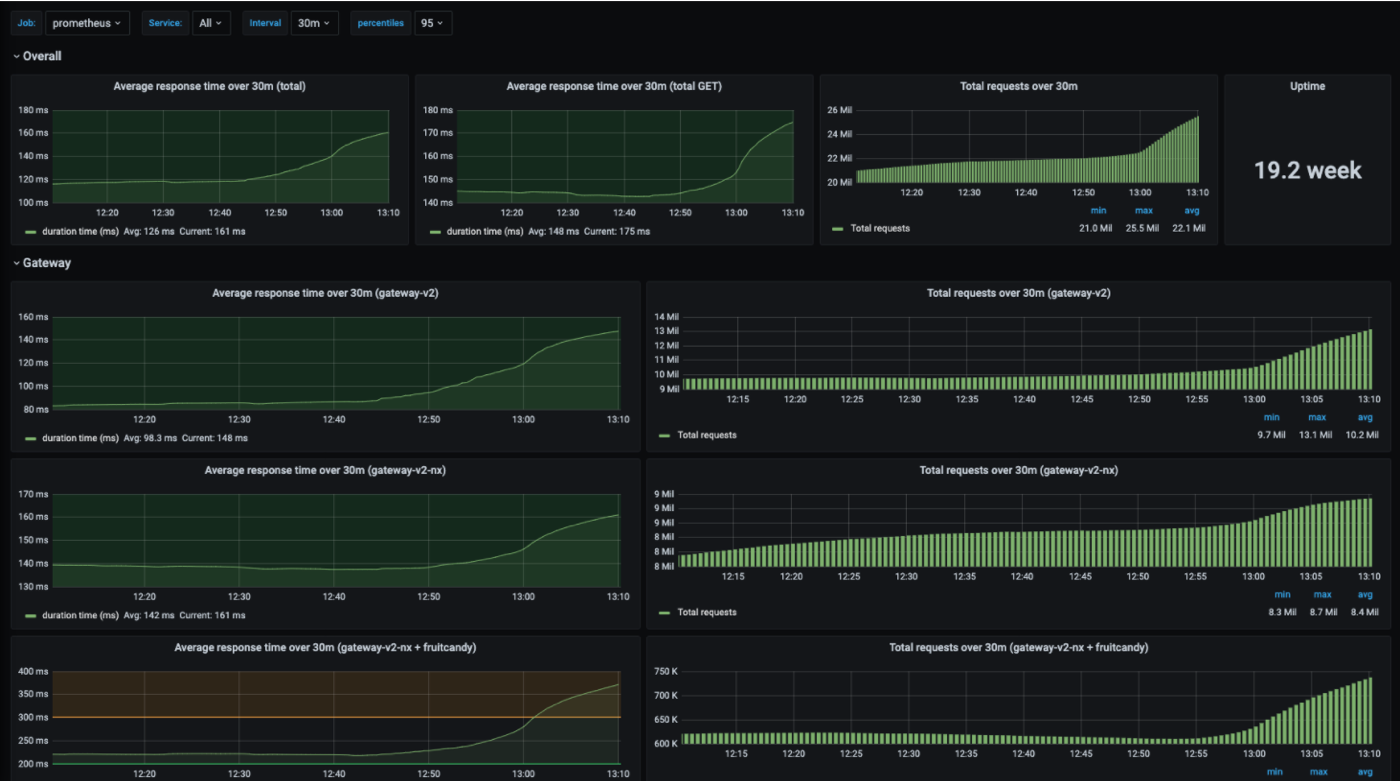 Job: prometheus Service: All Interval 30m percentiles 95
Overall
Average response time over 30m (total)
180 ms
160 ms
140 ms
120 ms
100 ms
12:20 12:30 12:40 12:50 13:00 13:10
duration time (ms) Avg: 126 ms Current: 161 ms
Average response time over 30m (total GET)
180 ms
170 ms
160 ms
150 ms
140 ms
12:20 12:30 12:40 12:50 13:00 13:10
duration time (ms) Avg: 148 ms Current: 175 ms
Total requests over 30m
26 Mil
24 Mil
22 Mil
20 Mil
12:20 12:30 12:40 12:50 13:00 13:10
min max avg
Total requests 21.0 Mil 25.5 Mil 22.1 Mil
Uptime
19.2 week
Gateway
Average response time over 30m (gateway-v2)
160 ms
140 ms
120 ms
100 ms
80 ms
12:20 12:30 12:40 12:50 13:00 13:10
duration time (ms) Avg: 98.3 ms Current: 148 ms
Total requests over 30m (gateway-v2)
14 Mil
13 Mil
12 Mil
11 Mil
10 Mil
9 Mil
12:15 12:20 12:25 12:30 12:35 12:40 12:45 12:50 12:55 13:00 13:05 13:10
min max avg
Total requests 9.7 Mil 13.1 Mil 10.2 Mil
Average response time over 30m (gateway-v2-nx)
170 ms
160 ms
150 ms
140 ms
130 ms
12:20 12:30 12:40 12:50 13:00 13:10
duration time (ms) Avg: 142 ms Current: 161 ms
Total requests over 30m (gateway-v2-nx)
9 Mil
9 Mil
9 Mil
8 Mil
8 Mil
8 Mil
12:15 12:20 12:25 12:30 12:35 12:40 12:45 12:50 12:55 13:00 13:05 13:10
min max avg
Total requests 8.3 Mil 8.7 Mil 8.4 Mil
Average response time over 30m (gateway-v2-nx + fruitcandy)
400 ms
350 ms
300 ms
250 ms
200 ms
12:20 12:30 12:40 12:50 13:00 13:10
Total requests over 30m (gateway-v2-nx + fruitcandy)
750 K
700 K
650 K
600 K
12:15 12:20 12:25 12:30 12:35 12:40 12:45 12:50 12:55 13:00 13:05 13:10
min max avg